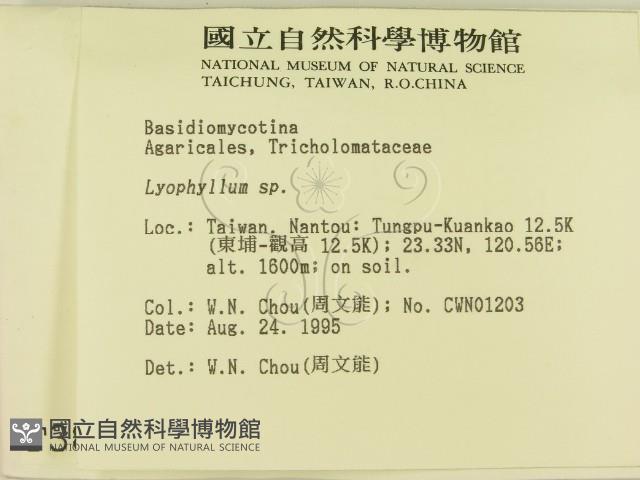 國立自然科學博物館
NATIONAL MUSEUM OF NATURAL SCIENCE
TAICHUNG, TAIWAN, R.O.CHINA
Basidiomycotina
Agaricales, Tricholomataceae
Lyophyllum sp.
Loc.: Taiwan, Nantou: Tungpu-Kuankao 12.5K
(東埔-觀高 12.5K); 23.33N, 120.56E;
alt. 1600m; on soil.
Col.: W.N. Chou(周文能); No. CWN01203
Date: Aug. 24. 1995
Det.: W.N. Chou(周文能)
國立自然科學博物館
NATIONAL MUSEUM OF NATURAL SCIENCE